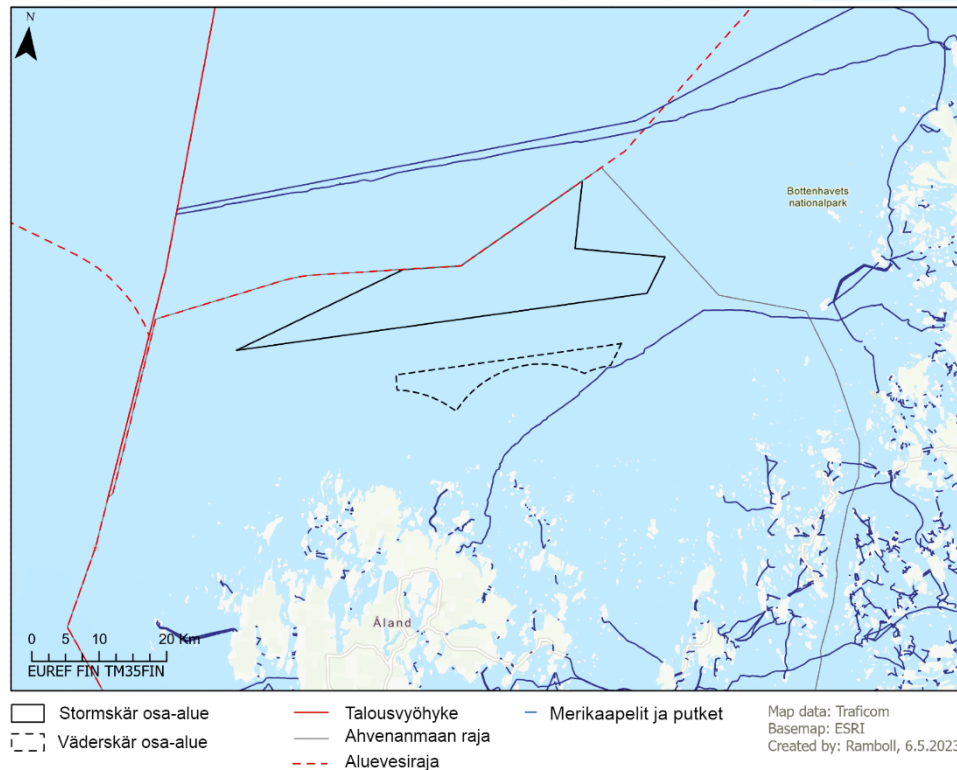 N
Bottenhavets
nationalpark
Åland
0 5 10 20 Km
EUREF FIN TM35FIN
Stormskär osa-alue
Väderskär osa-alue
Talousvyöhyke
Ahvenanmaan raja
Aluevesiraja
Merikaapelit ja putket
Map data: Traficom
Basemap: ESRI
Created by: Ramboll, 6.5.2023